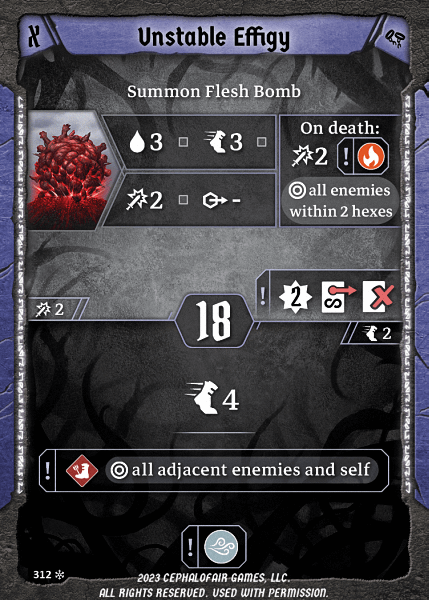 X
Unstable Effigy
Summon Flesh Bomb
3 3
On death:
2 !
2 -
all enemies
within 2 hexes
! 2
2
18
2
4
! all adjacent enemies and self
!
312
2023 CEPHALOFAIR GAMES, LLC.
ALL RIGHTS RESERVED. USED WITH PERMISSION.